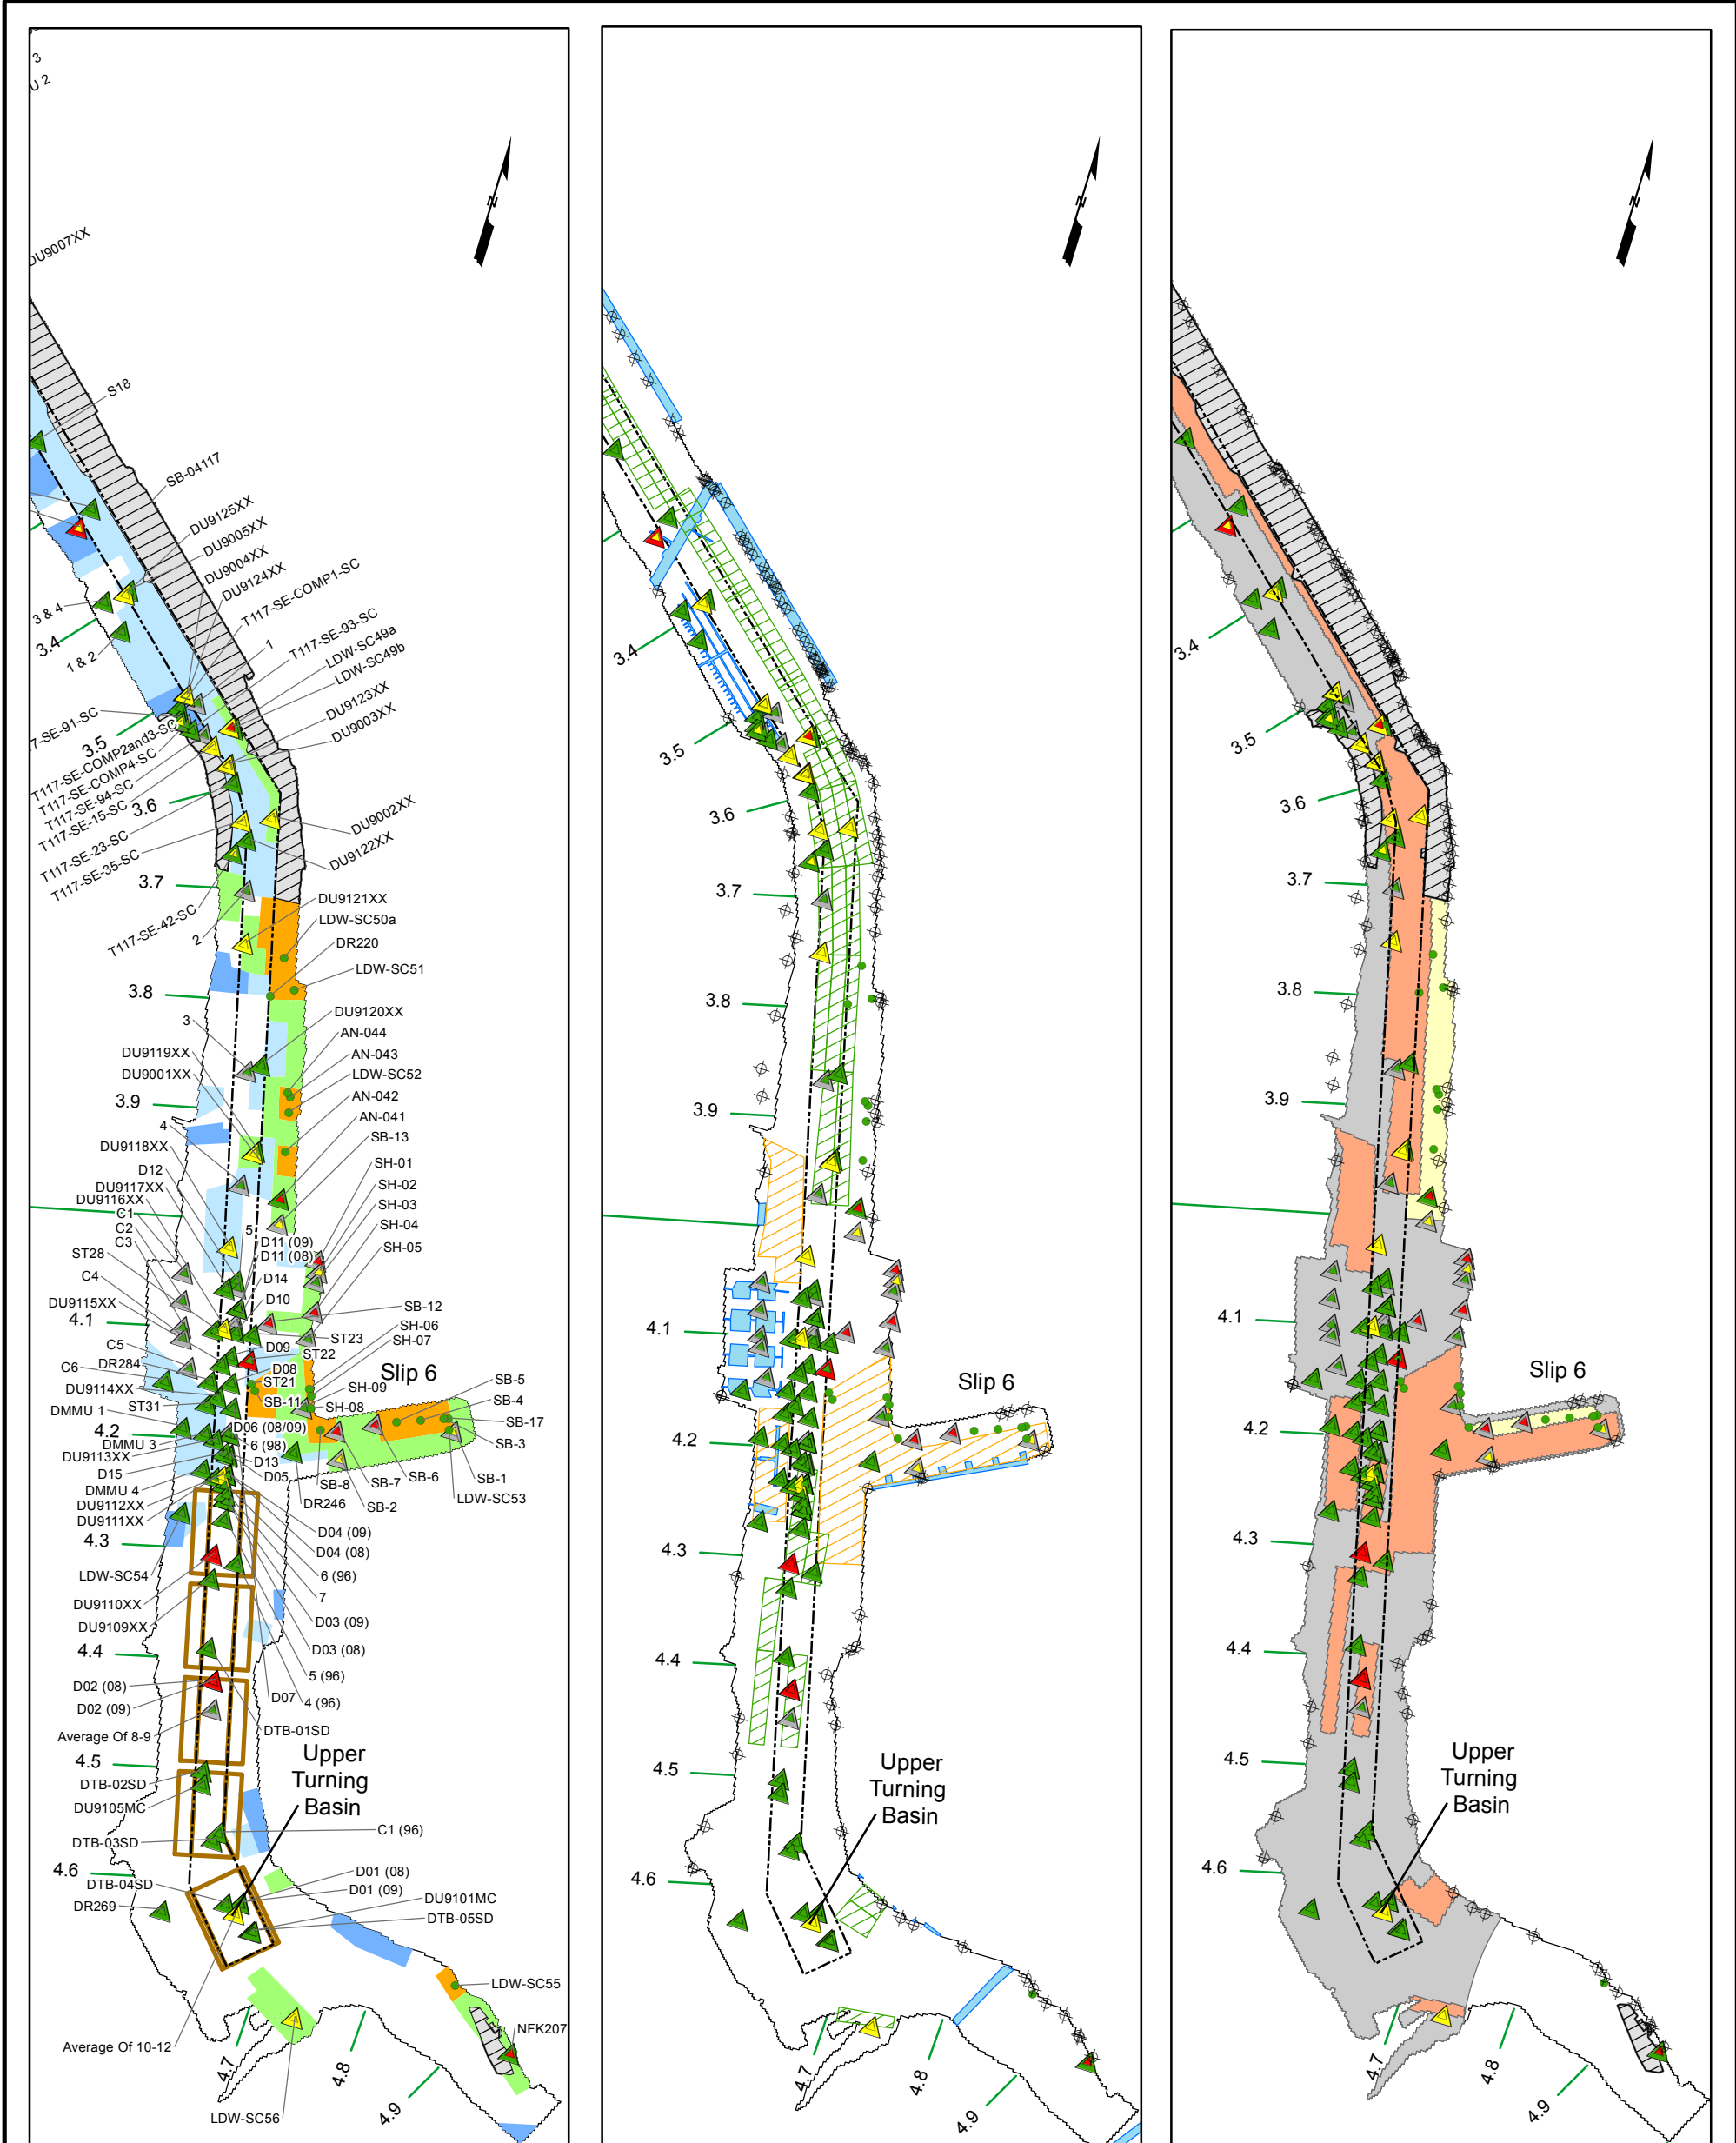 3
U 2
N
DU9007XX
S18
SB-04117
DU9125XX
DU9005XX
DU9004XX
DU9124XX
T117-SE-COMP1-SC
3 & 4
3.4
1 & 2
1
T117-SE-93-SC
LDW-SC49a
LDW-SC49b
DU9123XX
DU9003XX
7-SE-91-SC
3.5
T117-SE-COMP2and3-SC
T117-SE-COMP4-SC
T117-SE-94-SC
T117-SE-15-SC
3.6
T117-SE-23-SC
T117-SE-35-SC
DU9002XX
DU9122XX
3.7
T117-SE-42-SC
2
DU9121XX
LDW-SC50a
DR220
LDW-SC51
3.8
3
DU9120XX
AN-044
DU9119XX
AN-043
DU9001XX
LDW-SC52
3.9
AN-042
4
AN-041
DU9118XX
SB-13
D12
SH-01
DU9117XX
SH-02
DU9116XX
SH-03
C1
C2
SH-04
C3
5
D11 (09)
D11 (08)
SH-05
ST28
C4
D14
DU9115XX
D10
SB-12
4.1
SH-06
ST23
SH-07
C5
D09
ST22
DR284
C6
D08
Slip 6
DU9114XX
ST21
SH-09
SB-5
ST31
SB-11
SH-08
SB-4
DMMU 1
4.2
D06 (08/09)
SB-17
DMMU 3
6 (98)
SB-3
DU9113XX
D13
D15
D05
SB-6
SB-1
DMMU 4
SB-8
SB-7
DU9112XX
DR246
SB-2
LDW-SC53
DU9111XX
4.3
D04 (09)
D04 (08)
LDW-SC54
6 (96)
7
DU9110XX
DU9109XX
D03 (09)
D03 (08)
4.4
5 (96)
D02 (08)
D07
4 (96)
D02 (09)
Average Of 8-9
DTB-01SD
4.5
Upper
Turning
Basin
DTB-02SD
DU9105MC
C1 (96)
DTB-03SD
4.6
D01 (08)
DTB-04SD
D01 (09)
DR269
DU9101MC
DTB-05SD
LDW-SC55
NFK207
Average Of 10-12
4.7
4.8
4.9
LDW-SC56
N
3.4
3.5
3.6
3.7
3.8
3.9
4.1
Slip 6
4.2
4.3
4.4
4.5
Upper
Turning
Basin
4.6
4.7
4.8
4.9
N
3.4
3.5
3.6
3.7
3.8
3.9
4.1
Slip 6
4.2
4.3
4.4
4.5
Upper
Turning
Basin
4.6
4.7
4.8
4.9